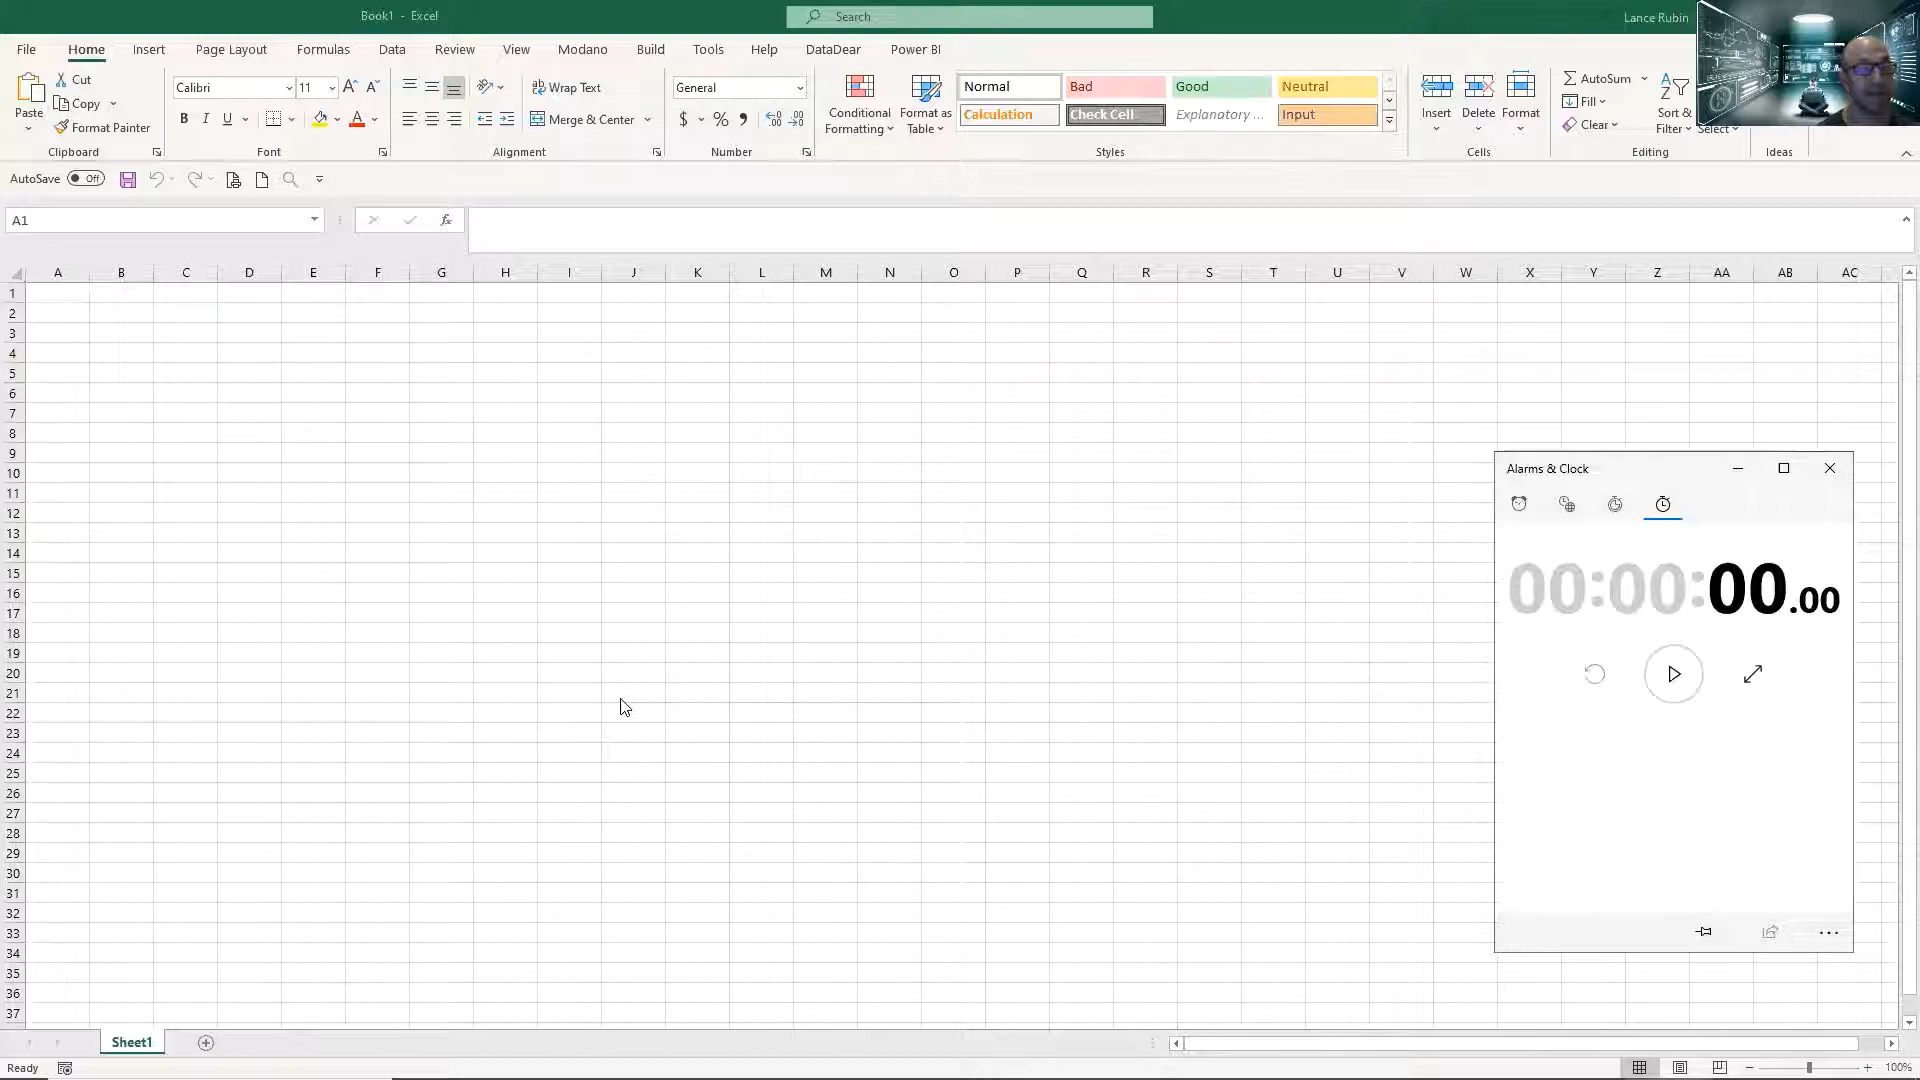 Book1 - Excel
Search
Lance Rubin
File Home Insert Page Layout Formulas Data Review View Modano Build Tools Help DataDear Power BI
Paste
Cut
Copy
Format Painter
Clipboard
Calibri 11
B I U
Font
Wrap Text
Merge & Center
Alignment
General
$ %
Number
Conditional Formatting
Format as Table
Normal Bad Good Neutral
Calculation Check Cell Explanatory ... Input
Styles
Insert Delete Format
Cells
AutoSum
Fill
Clear
Sort &
Filter
Select
Editing
Ideas
AutoSave Off
A1
fx
A B C D E F G H I J K L M N O P Q R S T U V W X Y Z AA AB AC
1
2
3
4
5
6
7
8
9
10
11
12
13
14
15
16
17
18
19
20
21
22
23
24
25
26
27
28
29
30
31
32
33
34
35
36
37
Alarms & Clock
00:00:00.00
Sheet1
Ready
100%